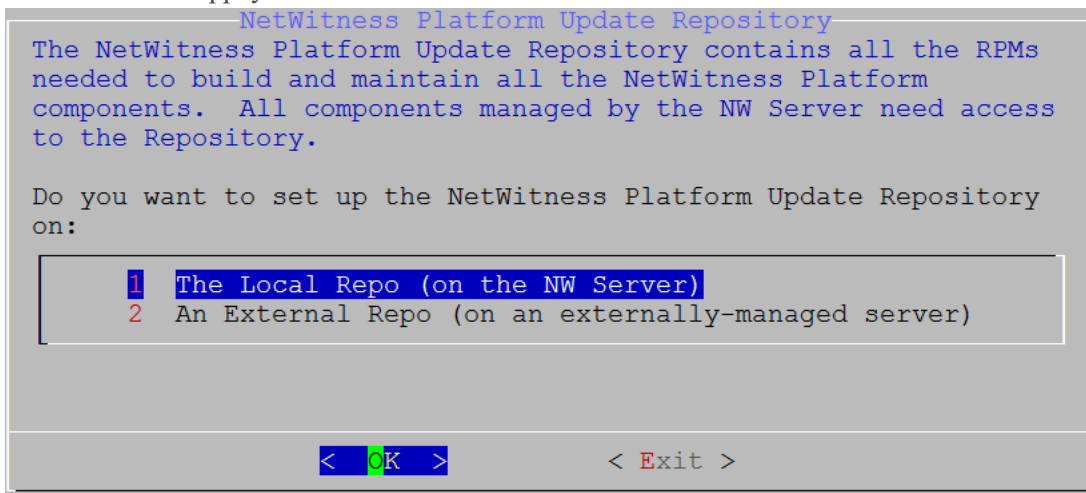 NetWitness Platform Update Repository
The NetWitness Platform Update Repository contains all the RPMs
needed to build and maintain all the NetWitness Platform
components.  All components managed by the NW Server need access
to the Repository.
Do you want to set up the NetWitness Platform Update Repository
on:
1 The Local Repo (on the NW Server)
2 An External Repo (on an externally-managed server)
< OK > < Exit >